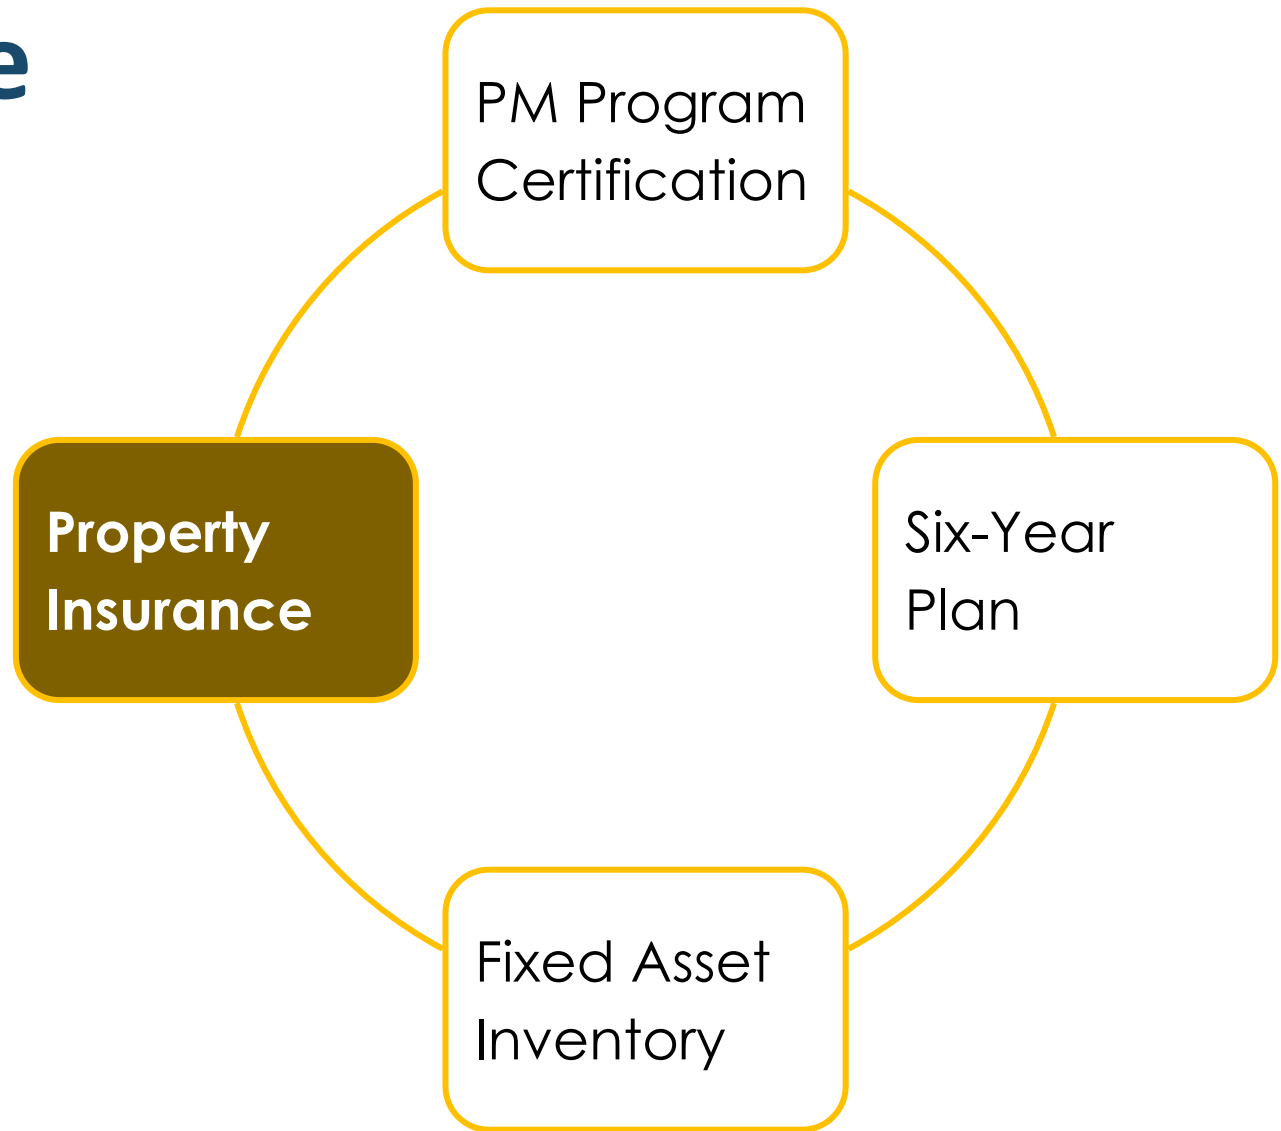 e
PM Program
Certification
Property
Insurance
Six-Year
Plan
Fixed Asset
Inventory